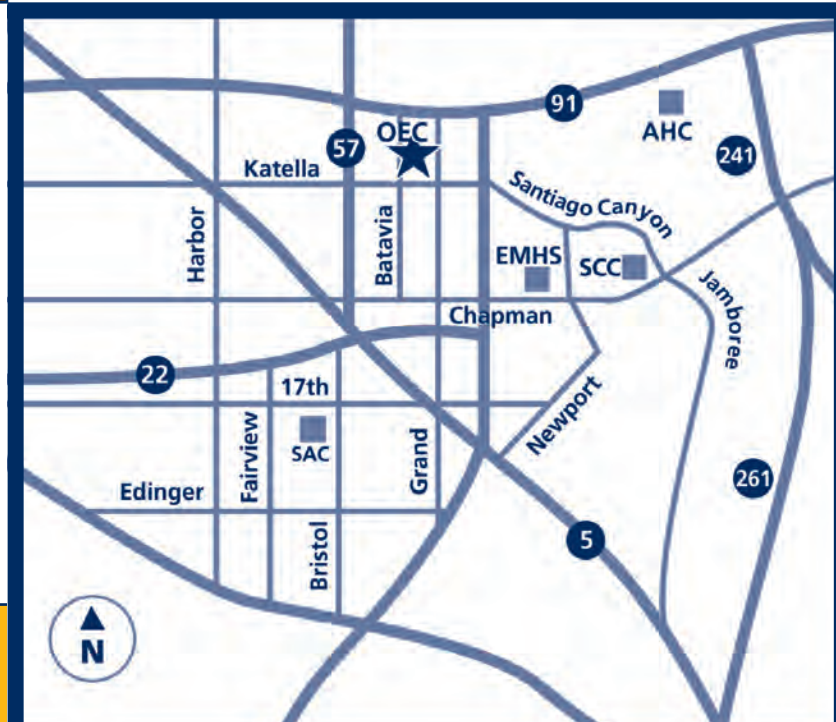 91
AHC
OEC
57
241
Katella
Santiago Canyon
Harbor
Batavia
EMHS
SCC
Jamboree
Chapman
22
17th
Newport
Fairview
SAC
Grand
261
Edinger
5
Bristol
N